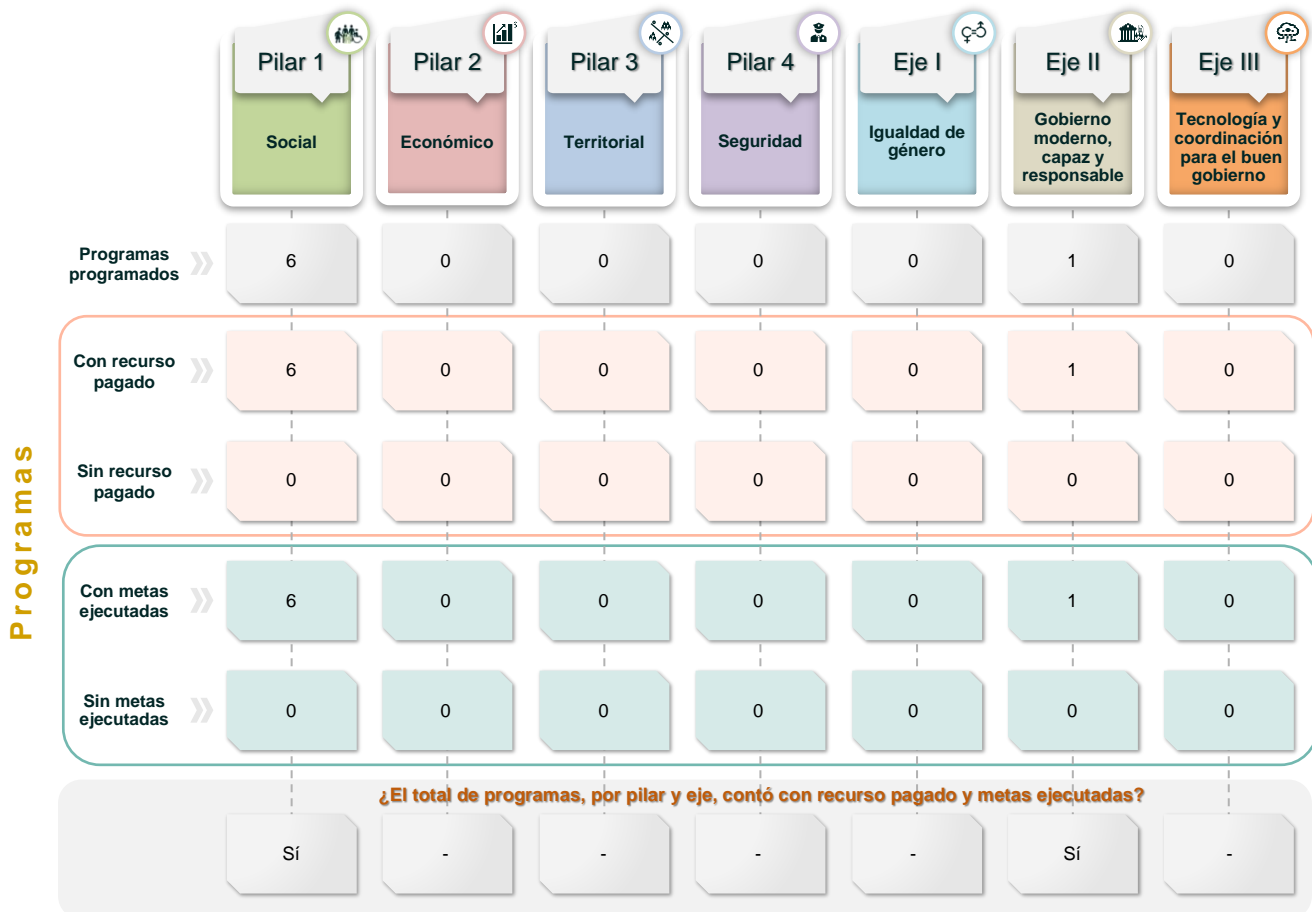 Pilar 1
Pilar 2
Pilar 3
Pilar 4
Eje I
Eje II
Eje III
Social
Económico
Territorial
Seguridad
Igualdad de
género
Gobierno
moderno,
capaz y
responsable
Tecnología y
coordinación
para el buen
gobierno
Programas
Programas
programados
6 0 0 0 0 1 0
Con recurso
pagado
6 0 0 0 0 1 0
Sin recurso
pagado
0 0 0 0 0 0 0
Con metas
ejecutadas
6 0 0 0 0 1 0
Sin metas
ejecutadas
0 0 0 0 0 0 0
¿El total de programas, por pilar y eje, contó con recurso pagado y metas ejecutadas?
Sí - - - - Sí -